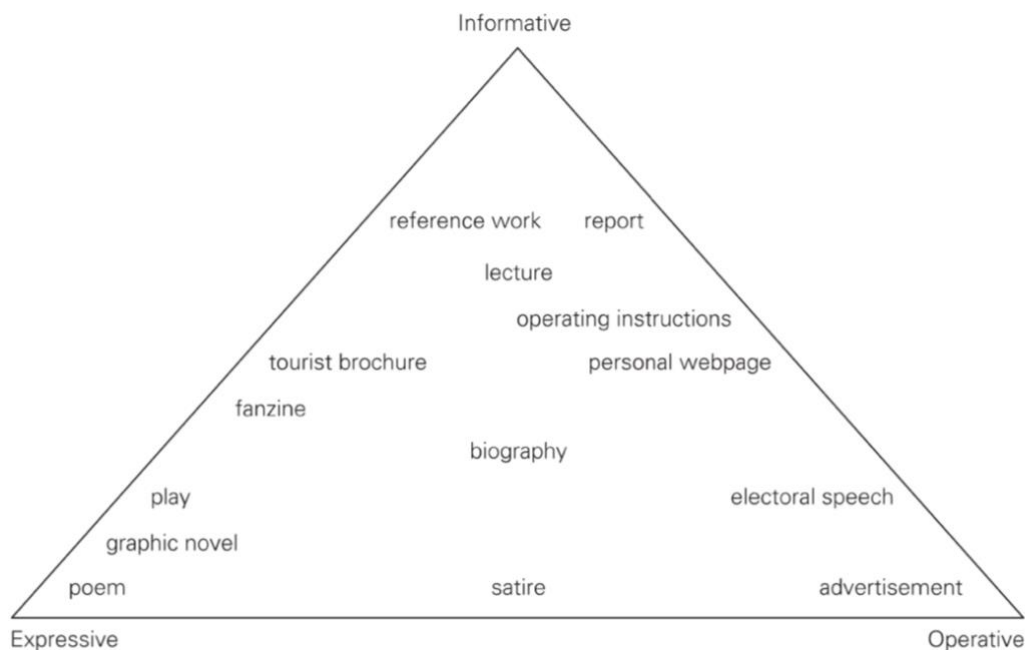 Informative
reference work report
lecture
operating instructions
tourist brochure personal webpage
fanzine
biography
play electoral speech
graphic novel
poem satire advertisement
Expressive Operative